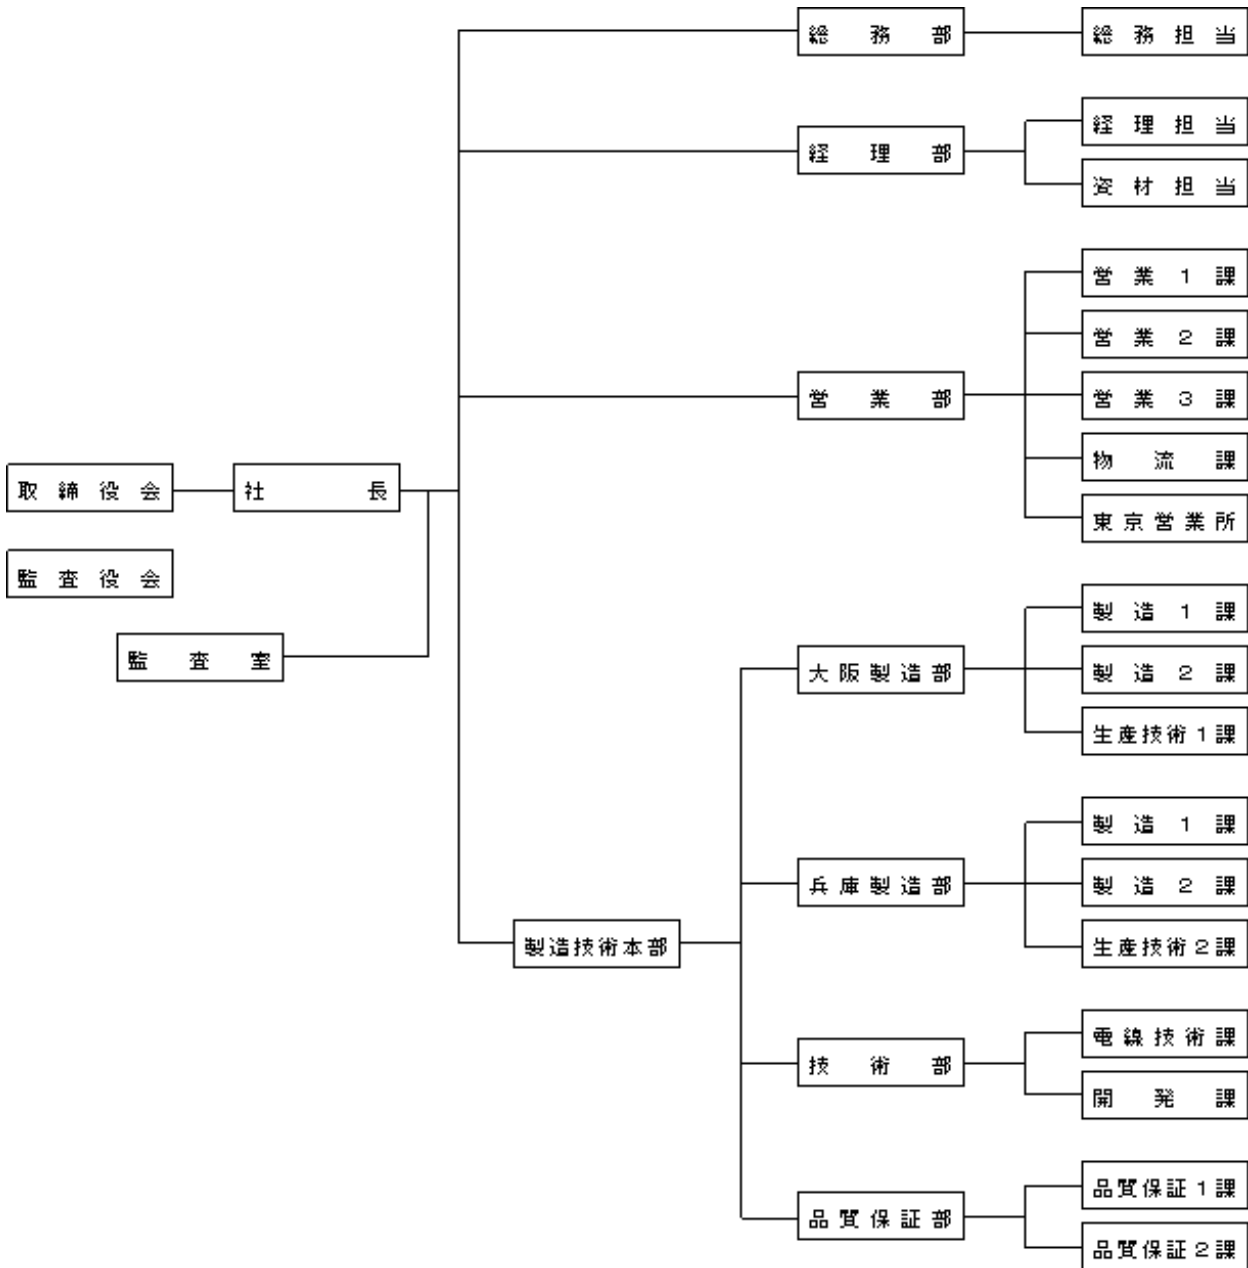 総務部
総務担当
経理部
経理担当
資材担当
営業部
営業1課
営業2課
営業3課
物流課
東京営業所
取締役会
社長
監査役会
監査室
大阪製造部
製造1課
製造2課
生産技術1課
兵庫製造部
製造1課
製造2課
生産技術2課
製造技術本部
技術部
電線技術課
開発課
品質保証部
品質保証1課
品質保証2課